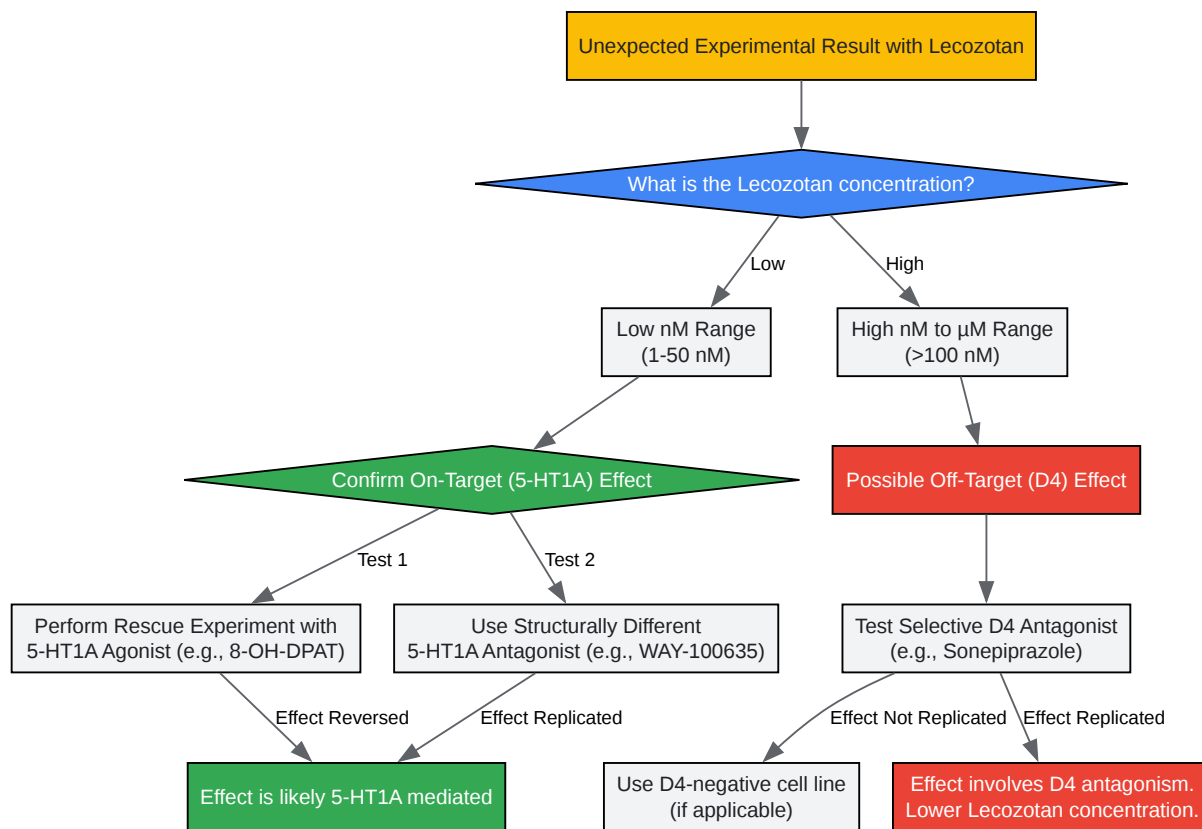 Unexpected Experimental Result with Lecozotan
What is the Lecozotan concentration?
Low
High
Low nM Range
(1-50 nM)
High nM to µM Range
(>100 nM)
Confirm On-Target (5-HT1A) Effect
Possible Off-Target (D4) Effect
Test 1
Test 2
Perform Rescue Experiment with
5-HT1A Agonist (e.g., 8-OH-DPAT)
Use Structurally Different
5-HT1A Antagonist (e.g., WAY-100635)
Test Selective D4 Antagonist
(e.g., Sonepiprazole)
Effect Reversed
Effect Replicated
Effect Not Replicated
Effect Replicated
Effect is likely 5-HT1A mediated
Use D4-negative cell line
(if applicable)
Effect involves D4 antagonism.
Lower Lecozotan concentration.